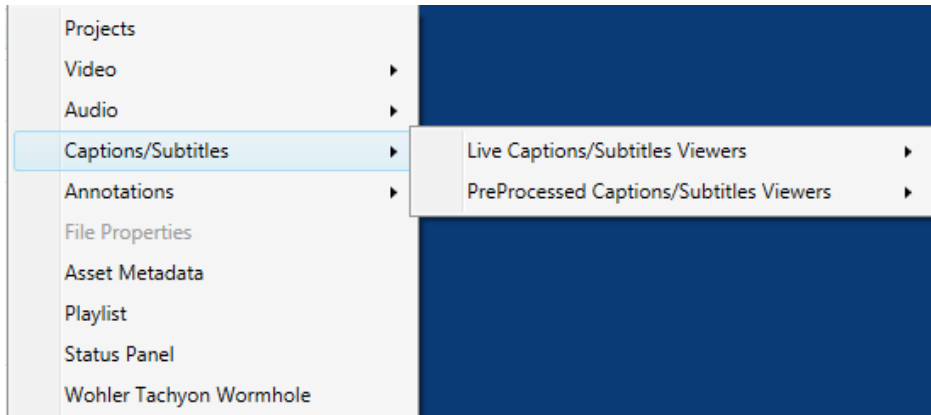 Projects
Video
Audio
Captions/Subtitles
Annotations
File Properties
Asset Metadata
Playlist
Status Panel
Wohler Tachyon Wormhole
Live Captions/Subtitles Viewers
PreProcessed Captions/Subtitles Viewers